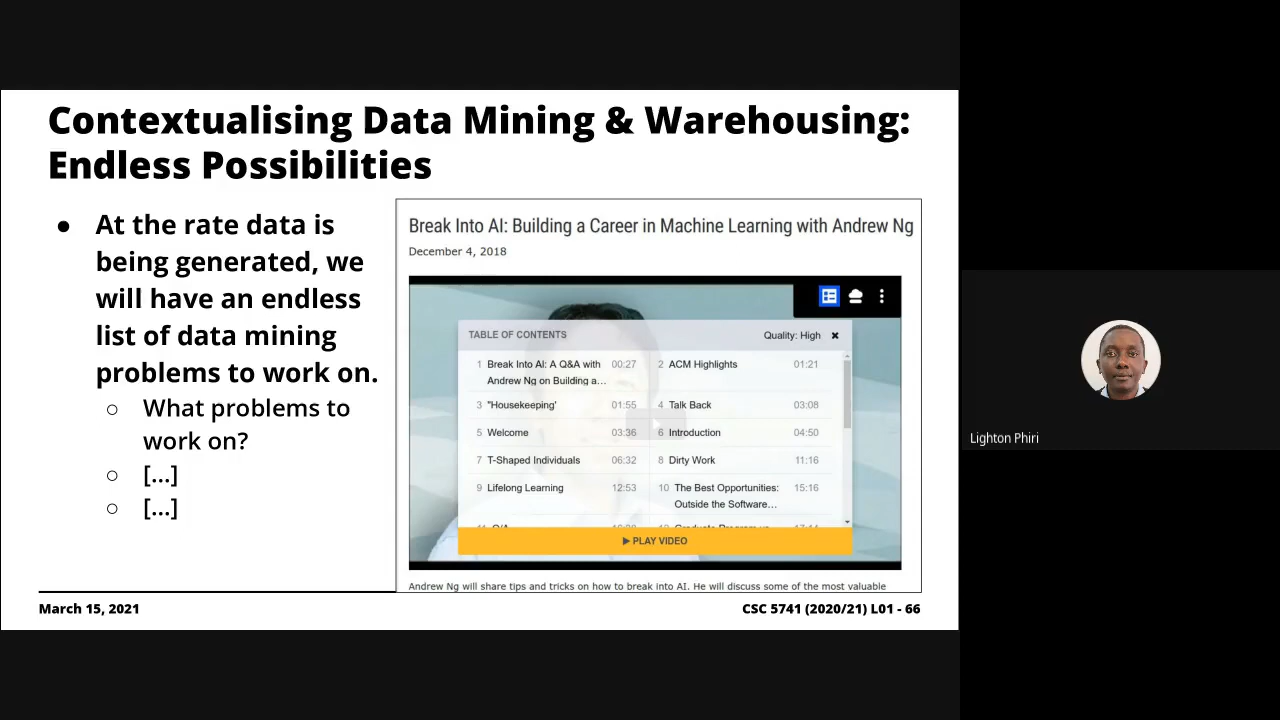 Contextualising Data Mining & Warehousing:
Endless Possibilities
● At the rate data is
being generated, we
will have an endless
list of data mining
problems to work on.
○ What problems to
work on?
○ [...]
○ [...]
Break Into AI: Building a Career in Machine Learning with Andrew Ng
December 4, 2018
TABLE OF CONTENTS Quality: High ✖
1 Break Into AI: A Q&A with 00:27 2 ACM Highlights 01:21
Andrew Ng on Building a...
3 "Housekeeping' 01:55 4 Talk Back 03:08
5 Welcome 03:36 6 Introduction 04:50
7 T-Shaped Individuals 06:32 8 Dirty Work 11:16
9 Lifelong Learning 12:53 10 The Best Opportunities: 15:16
Outside the Software...
▶ PLAY VIDEO
Andrew Ng will share tips and tricks on how to break into AI. He will discuss some of the most valuable
March 15, 2021 CSC 5741 (2020/21) L01 - 66
Lighton Phiri